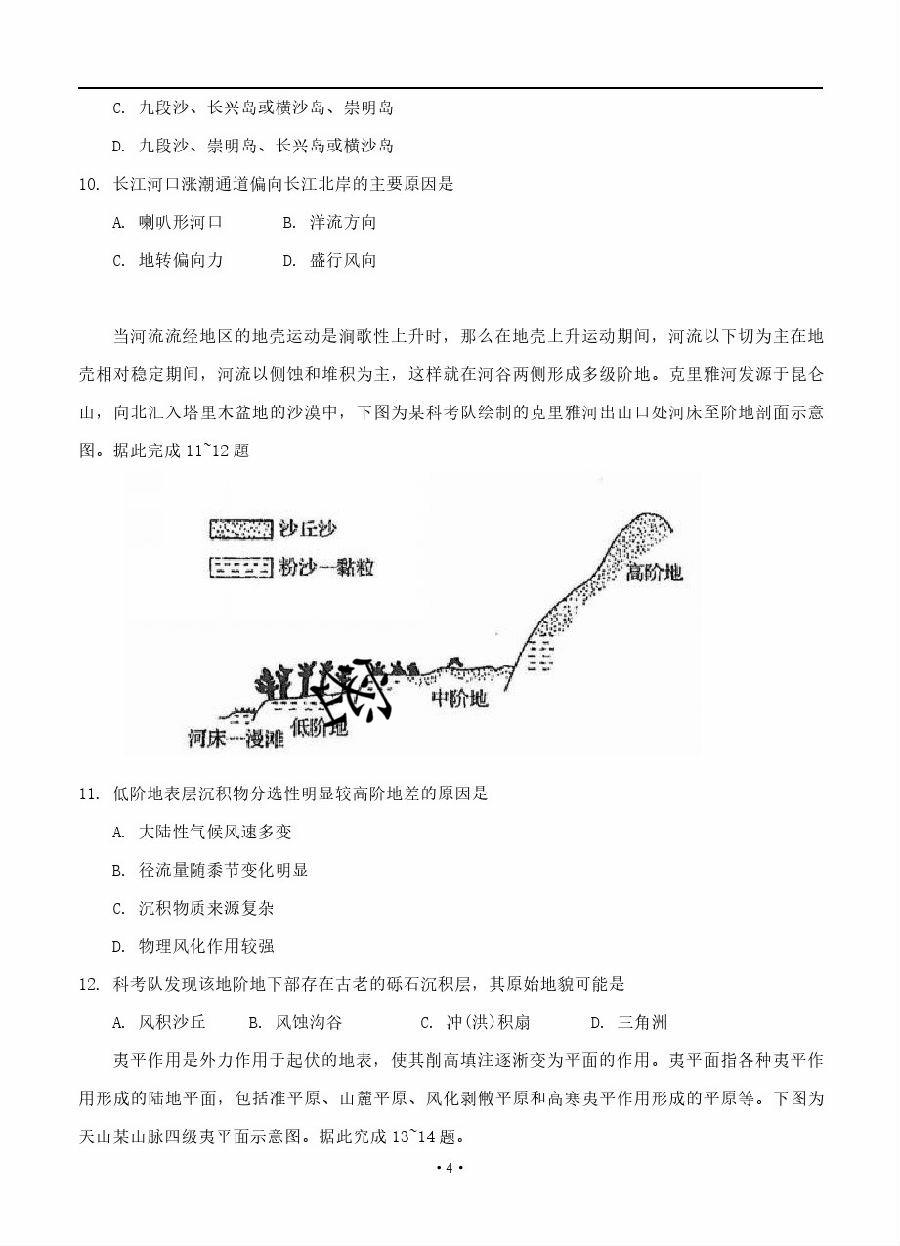 C. 九段沙、长兴岛或横沙岛、崇明岛
D. 九段沙、崇明岛、长兴岛或横沙岛
10. 长江河口涨潮通道偏向长江北岸的主要原因是
A. 喇叭形河口 B. 洋流方向
C. 地转偏向力 D. 盛行风向
当河流流经地区的地壳运动是涧歌性上升时，那么在地壳上升运动期间，河流以下切为主在地
壳相对稳定期间，河流以侧蚀和堆积为主，这样就在河谷两侧形成多级阶地。克里雅河发源于昆仑
山，向北汇入塔里木盆地的沙漠中，下图为某科考队绘制的克里雅河出山口处河床至阶地剖面示意
图。据此完成 11~12 题
沙丘沙
粉沙—黏粒
高阶地
中阶地
低阶地
河床—漫滩
11. 低阶地表层沉积物分选性明显较高阶地差的原因是
A. 大陆性气候风速多变
B. 径流量随黍节变化明显
C. 沉积物质来源复杂
D. 物理风化作用较强
12. 科考队发现该地阶地下部存在古老的砾石沉积层，其原始地貌可能是
A. 风积沙丘 B. 风蚀沟谷 C. 冲(洪)积扇 D. 三角洲
夷平作用是外力作用于起伏的地表，使其削高填注逐渐变为平面的作用。夷平面指各种夷平作
用形成的陆地平面，包括准平原、山麓平原、风化剥懒平原和高寒夷平作用形成的平原等。下图为
天山某山脉四级夷平面示意图。据此完成 13~14 题。
·4·